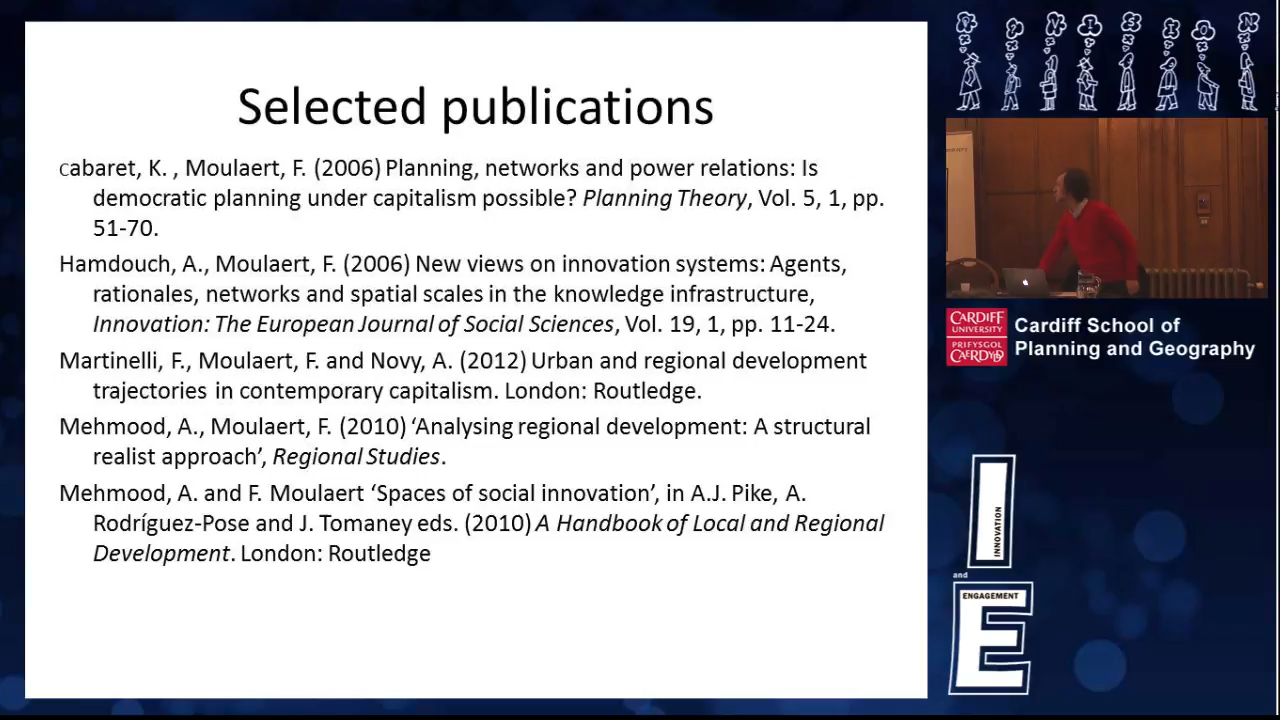 Selected publications
cabaret, K. , Moulaert, F. (2006) Planning, networks and power relations: Is
democratic planning under capitalism possible? Planning Theory, Vol. 5, 1, pp.
51-70.
Hamdouch, A., Moulaert, F. (2006) New views on innovation systems: Agents,
rationales, networks and spatial scales in the knowledge infrastructure,
Innovation: The European Journal of Social Sciences, Vol. 19, 1, pp. 11-24.
Martinelli, F., Moulaert, F. and Novy, A. (2012) Urban and regional development
trajectories in contemporary capitalism. London: Routledge.
Mehmood, A., Moulaert, F. (2010) ‘Analysing regional development: A structural
realist approach’, Regional Studies.
Mehmood, A. and F. Moulaert ‘Spaces of social innovation’, in A.J. Pike, A.
Rodríguez-Pose and J. Tomaney eds. (2010) A Handbook of Local and Regional
Development. London: Routledge
P ? VISION
CARDIFF
UNIVERSITY
PRIFYSGOL
CAERDYDD
Cardiff School of
Planning and Geography
I
INNOVATION
and
ENGAGEMENT
E